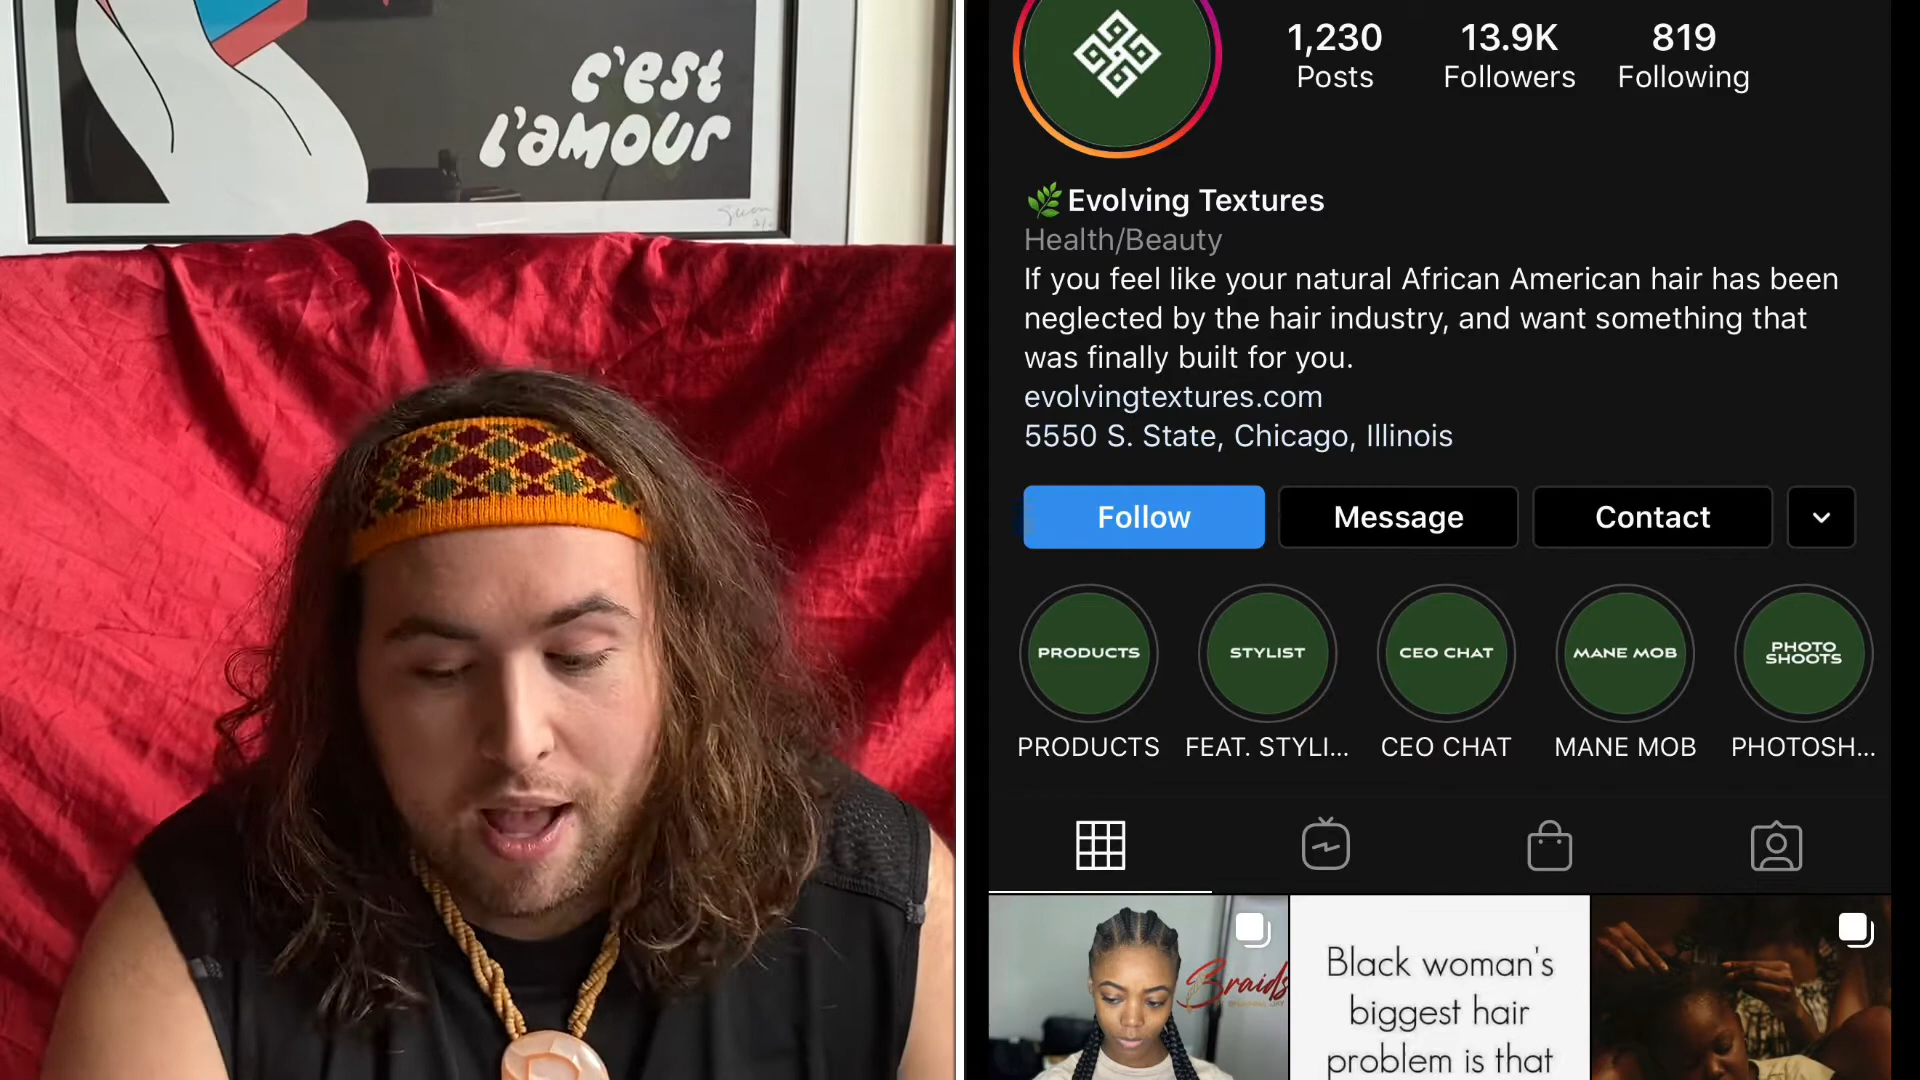 c'est
l'amour
1,230
Posts
13.9K
Followers
819
Following
Evolving Textures
Health/Beauty
If you feel like your natural African American hair has been
neglected by the hair industry, and want something that
was finally built for you.
evolvingtextures.com
5550 S. State, Chicago, Illinois
Follow
Message
Contact
PRODUCTS
STYLIST
CEO CHAT
MANE MOB
PHOTO
SHOOTS
PRODUCTS
FEAT. STYLI...
CEO CHAT
MANE MOB
PHOTOSH...
Braids
Black woman's
biggest hair
problem is that